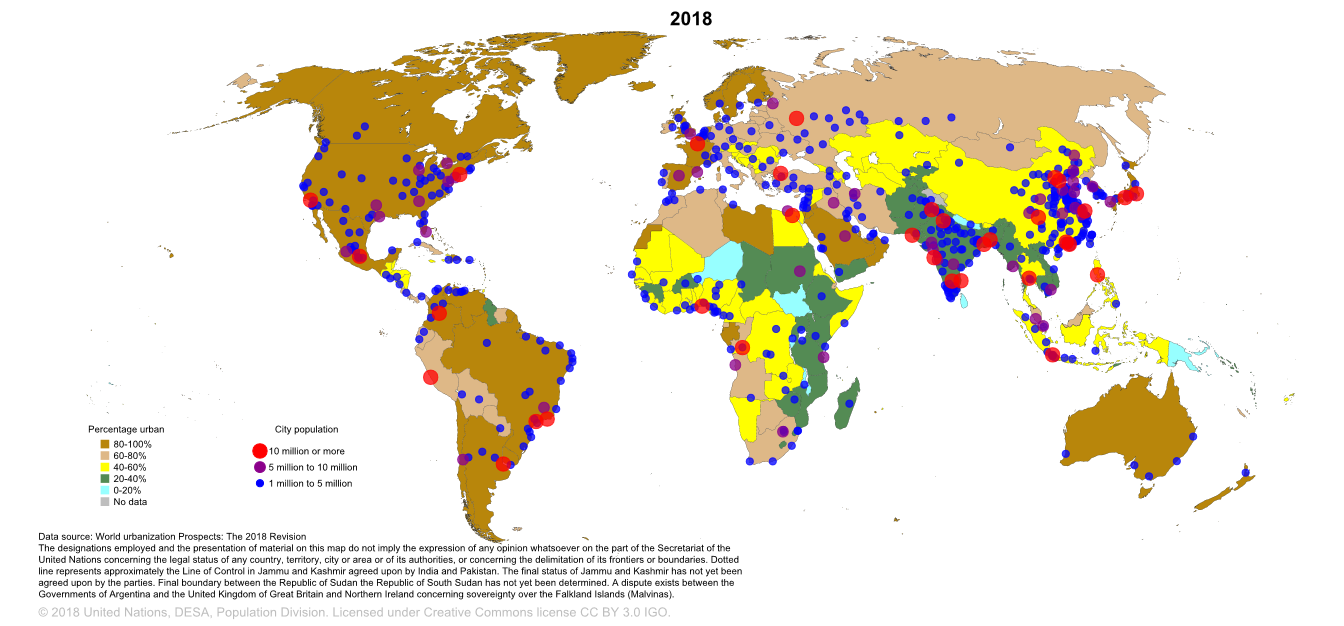 2018
Percentage urban
80-100%
60-80%
40-60%
20-40%
0-20%
No data
City population
10 million or more
5 million to 10 million
1 million to 5 million
Data source: World urbanization Prospects: The 2018 Revision
The designations employed and the presentation of material on this map do not imply the expression of any opinion whatsoever on the part of the Secretariat of the
United Nations concerning the legal status of any country, territory, city or area or of its authorities, or concerning the delimitation of its frontiers or boundaries. Dotted
line represents approximately the Line of Control in Jammu and Kashmir agreed upon by India and Pakistan. The final status of Jammu and Kashmir has not yet been
agreed upon by the parties. Final boundary between the Republic of Sudan the Republic of South Sudan has not yet been determined. A dispute exists between the
Governments of Argentina and the United Kingdom of Great Britain and Northern Ireland concerning sovereignty over the Falkland Islands (Malvinas).
© 2018 United Nations, DESA, Population Division. Licensed under Creative Commons license CC BY 3.0 IGO.